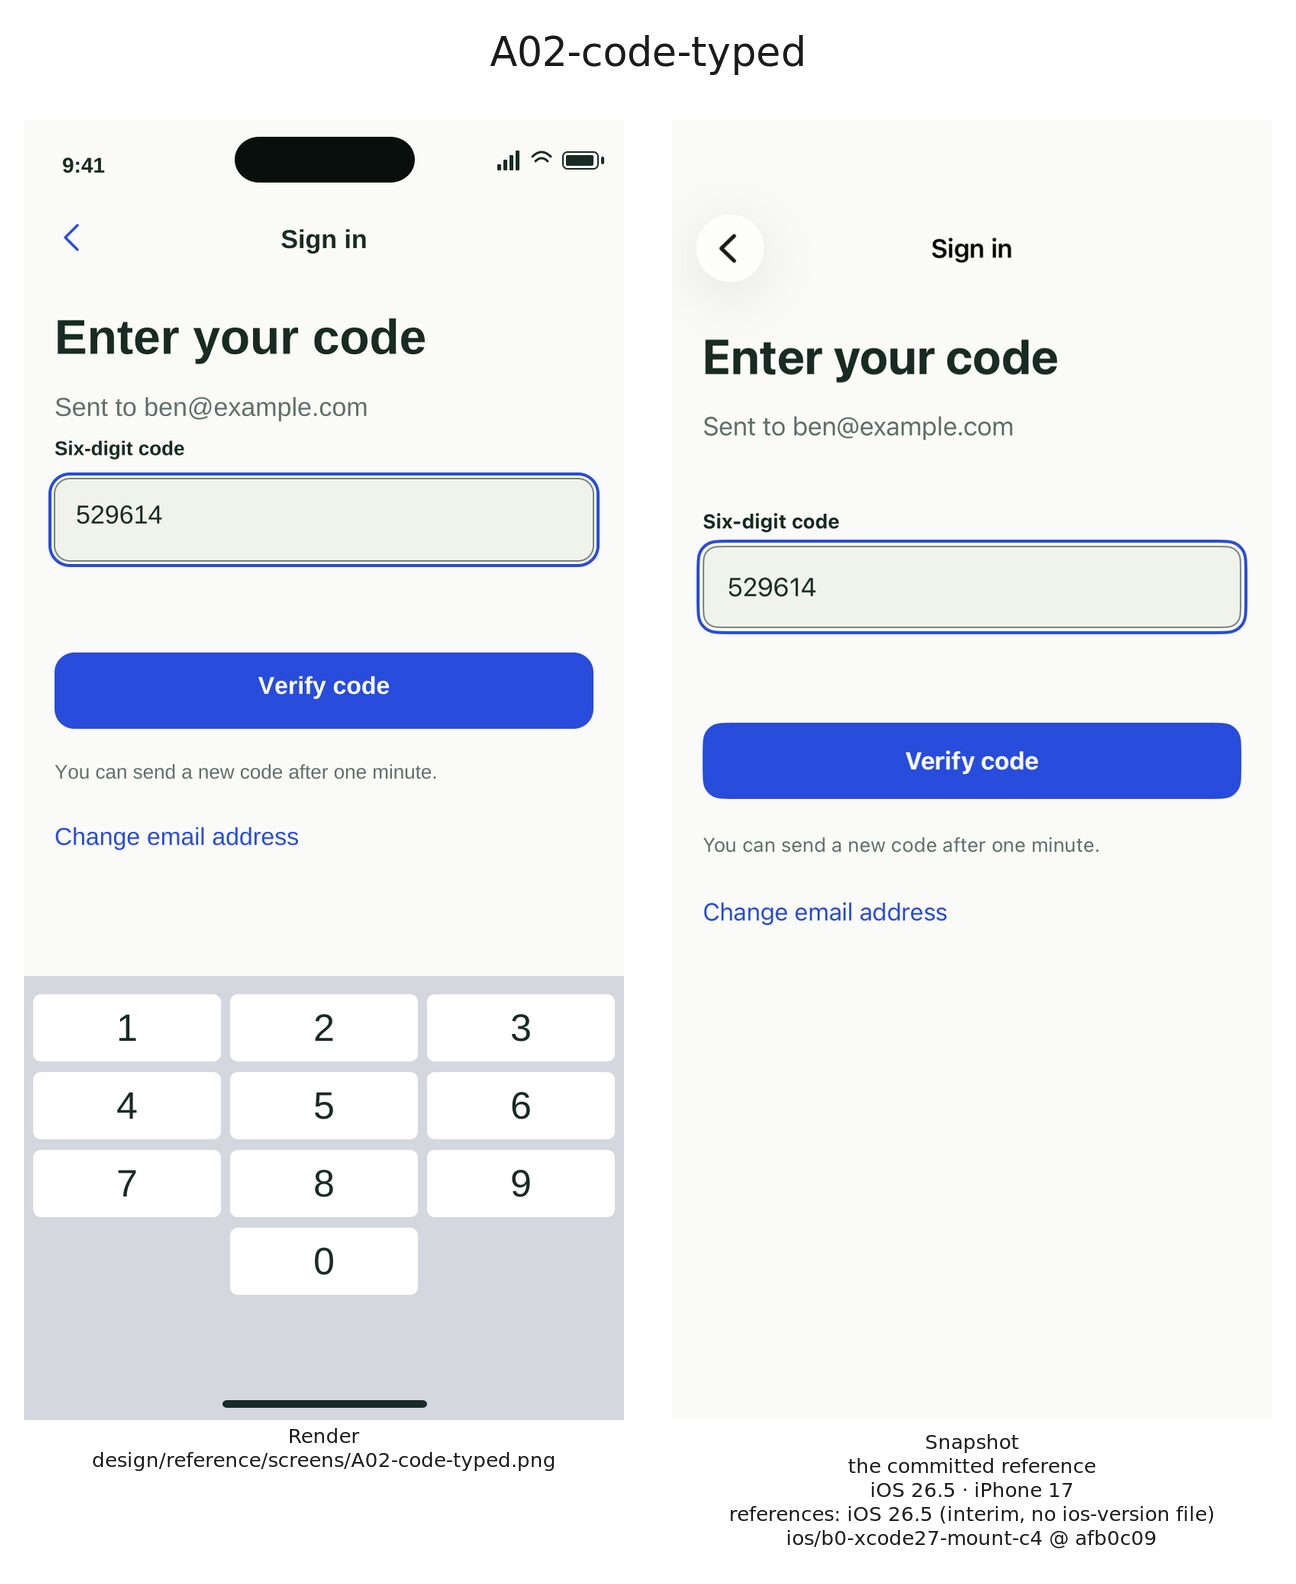 A02-code-typed
9:41
Sign in
Enter your code
Sent to ben@example.com
Six-digit code
529614
Verify code
You can send a new code after one minute.
Change email address
1 2 3
4 5 6
7 8 9
0
Render
design/reference/screens/A02-code-typed.png
Sign in
Enter your code
Sent to ben@example.com
Six-digit code
529614
Verify code
You can send a new code after one minute.
Change email address
Snapshot
the committed reference
iOS 26.5 · iPhone 17
references: iOS 26.5 (interim, no ios-version file)
ios/b0-xcode27-mount-c4 @ afb0c09